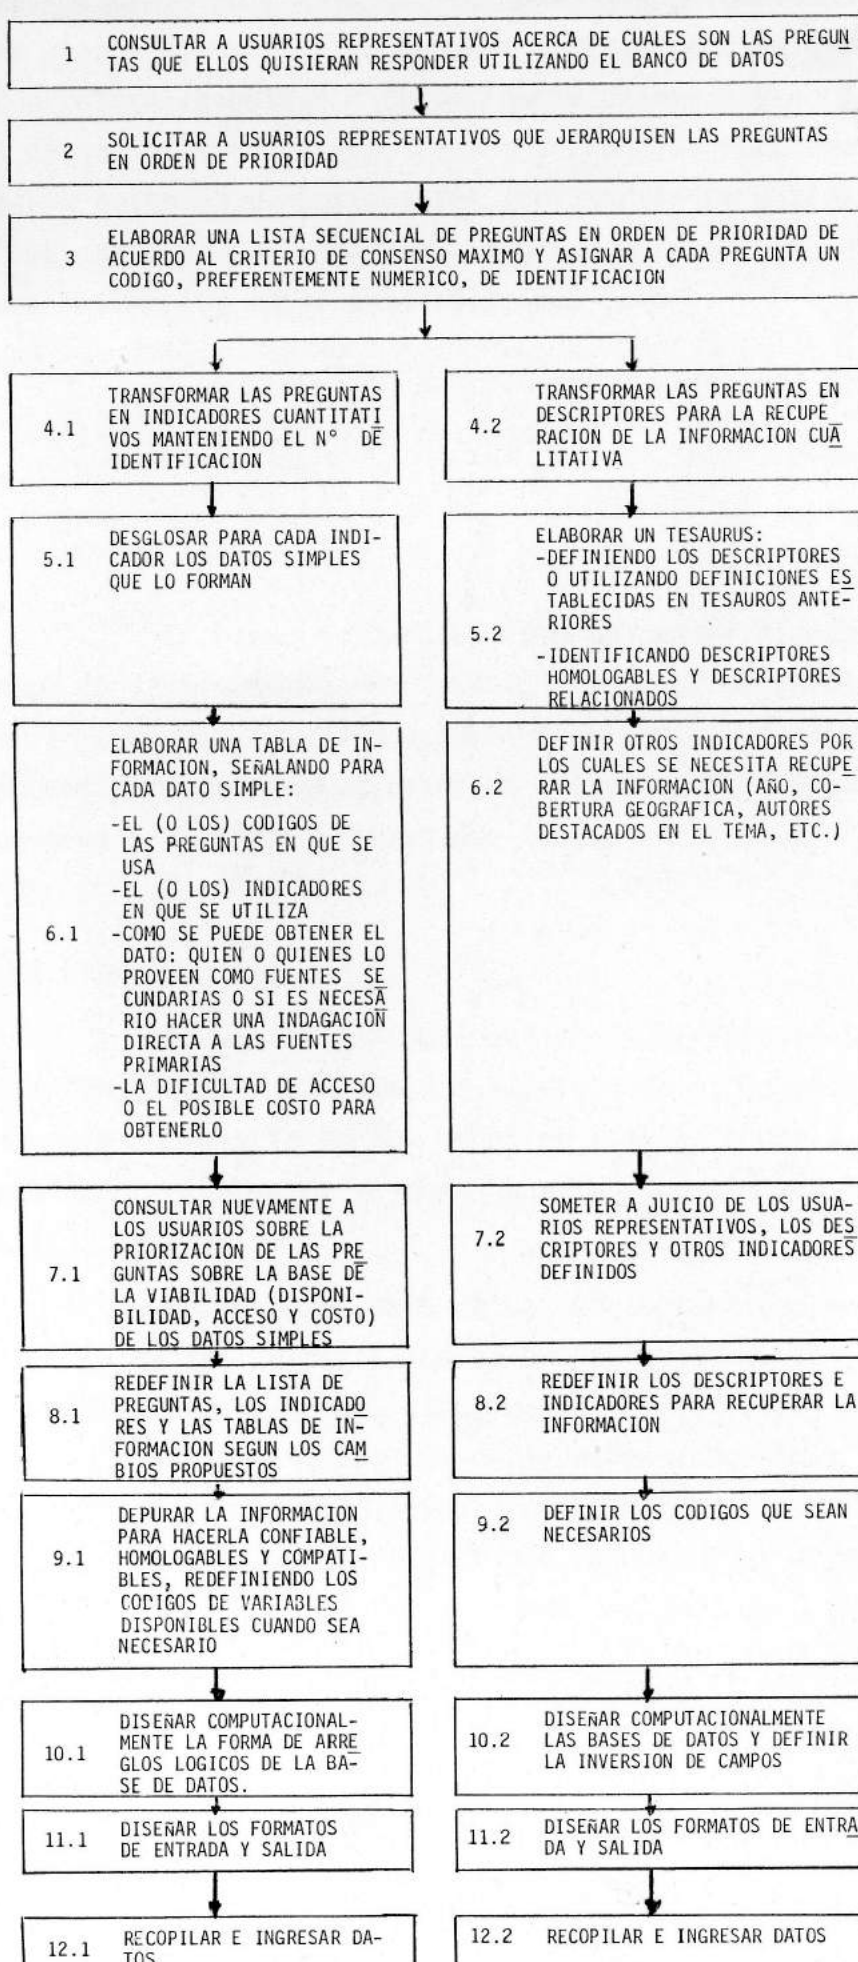 1
CONSULTAR A USUARIOS REPRESENTATIVOS ACERCA DE CUALES SON LAS PREGUN
TAS QUE ELLOS QUISIERAN RESPONDER UTILIZANDO EL BANCO DE DATOS
2
SOLICITAR A USUARIOS REPRESENTATIVOS QUE JERARQUISEN LAS PREGUNTAS
EN ORDEN DE PRIORIDAD
3
ELABORAR UNA LISTA SECUENCIAL DE PREGUNTAS EN ORDEN DE PRIORIDAD DE
ACUERDO AL CRITERIO DE CONSENSO MAXIMO Y ASIGNAR A CADA PREGUNTA UN
CODIGO, PREFERENTEMENTE NUMERICO, DE IDENTIFICACION
4.1
TRANSFORMAR LAS PREGUNTAS
EN INDICADORES CUANTITATI
VOS MANTENIENDO EL N° DE
IDENTIFICACION
4.2
TRANSFORMAR LAS PREGUNTAS EN
DESCRIPTORES PARA LA RECUPE
RACION DE LA INFORMACION CUA
LITATIVA
5.1
DESGLOSAR PARA CADA INDI-
CADOR LOS DATOS SIMPLES
QUE LO FORMAN
5.2
ELABORAR UN TESAURUS:
-DEFINIENDO LOS DESCRIPTORES
O UTILIZANDO DEFINICIONES ES
TABLECIDAS EN TESAUROS ANTE-
RIORES
-IDENTIFICANDO DESCRIPTORES
HOMOLOGABLES Y DESCRIPTORES
RELACIONADOS
6.1
ELABORAR UNA TABLA DE IN-
FORMACION, SEÑALANDO PARA
CADA DATO SIMPLE:
-EL (O LOS) CODIGOS DE
LAS PREGUNTAS EN QUE SE
USA
-EL (O LOS) INDICADORES
EN QUE SE UTILIZA
-COMO SE PUEDE OBTENER EL
DATO: QUIEN O QUIENES LO
PROVEEN COMO FUENTES SE
CUNDARIAS O SI ES NECESA
RIO HACER UNA INDAGACION
DIRECTA A LAS FUENTES
PRIMARIAS
-LA DIFICULTAD DE ACCESO
O EL POSIBLE COSTO PARA
OBTENERLO
6.2
DEFINIR OTROS INDICADORES POR
LOS CUALES SE NECESITA RECUPE
RAR LA INFORMACION (AÑO, CO-
BERTURA GEOGRAFICA, AUTORES
DESTACADOS EN EL TEMA, ETC.)
7.1
CONSULTAR NUEVAMENTE A
LOS USUARIOS SOBRE LA
PRIORIZACION DE LAS PRE
GUNTAS SOBRE LA BASE DE
LA VIABILIDAD (DISPONI-
BILIDAD, ACCESO Y COSTO)
DE LOS DATOS SIMPLES
7.2
SOMETER A JUICIO DE LOS USUA-
RIOS REPRESENTATIVOS, LOS DES
CRIPTORES Y OTROS INDICADORES
DEFINIDOS
8.1
REDEFINIR LA LISTA DE
PREGUNTAS, LOS INDICADO
RES Y LAS TABLAS DE IN-
FORMACION SEGUN LOS CAM
BIOS PROPUESTOS
8.2
REDEFINIR LOS DESCRIPTORES E
INDICADORES PARA RECUPERAR LA
INFORMACION
9.1
DEPURAR LA INFORMACION
PARA HACERLA CONFIABLE,
HOMOLOGABLES Y COMPATI-
BLES, REDEFINIENDO LOS
CODIGOS DE VARIABLES
DISPONIBLES CUANDO SEA
NECESARIO
9.2
DEFINIR LOS CODIGOS QUE SEAN
NECESARIOS
10.1
DISEÑAR COMPUTACIONAL-
MENTE LA FORMA DE ARRE
GLOS LOGICOS DE LA BA-
SE DE DATOS.
10.2
DISEÑAR COMPUTACIONALMENTE
LAS BASES DE DATOS Y DEFINIR
LA INVERSION DE CAMPOS
11.1
DISEÑAR LOS FORMATOS
DE ENTRADA Y SALIDA
11.2
DISEÑAR LOS FORMATOS DE ENTRA
DA Y SALIDA
12.1
RECOPILAR E INGRESAR DA-
TOS
12.2
RECOPILAR E INGRESAR DATOS